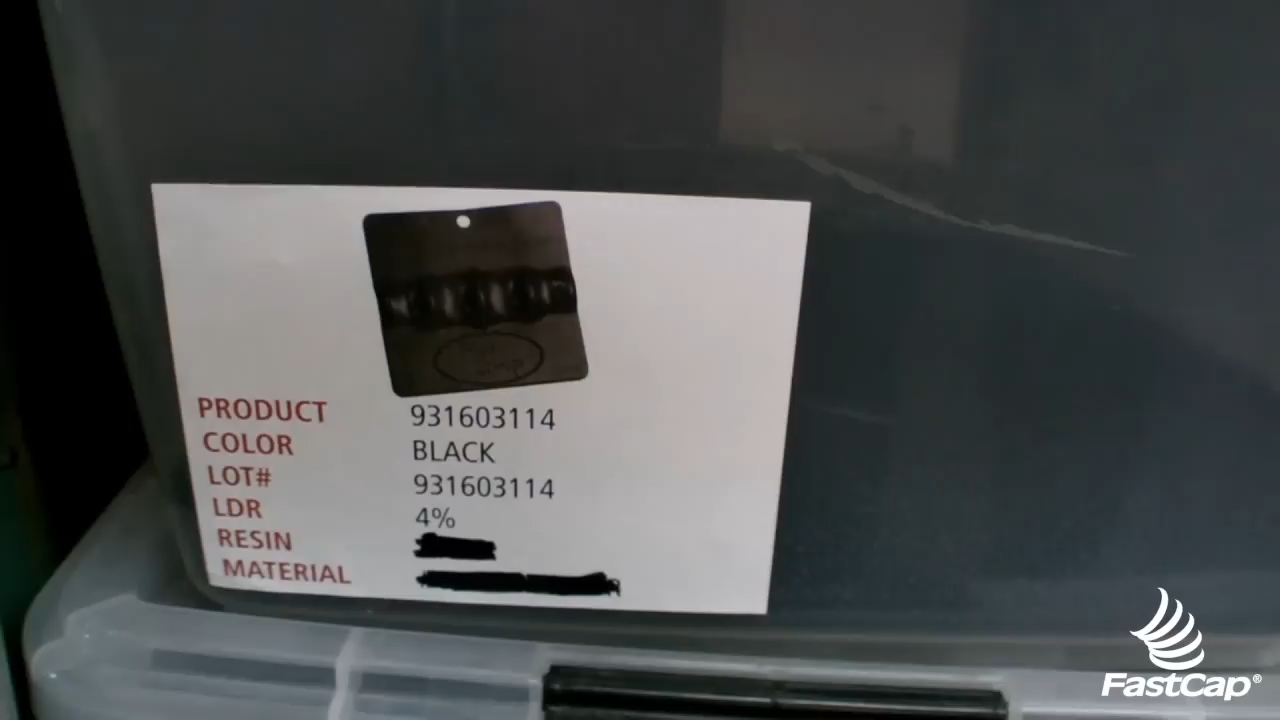 PRODUCT 931603114
COLOR BLACK
LOT# 931603114
LDR 4%
RESIN
MATERIAL
FastCap®